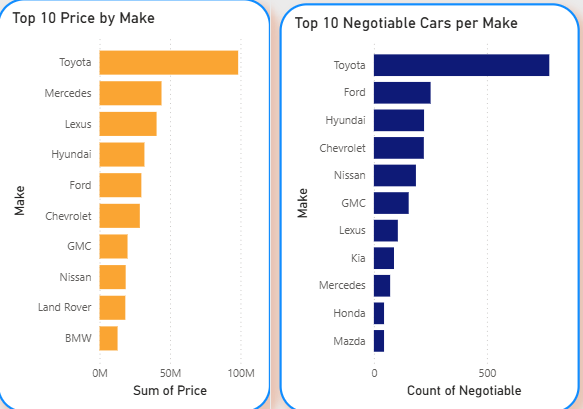 Top 10 Price by Make
Make
Toyota
Mercedes
Lexus
Hyundai
Ford
Chevrolet
GMC
Nissan
Land Rover
BMW
0M 50M 100M
Sum of Price
Top 10 Negotiable Cars per Make
Make
Toyota
Ford
Hyundai
Chevrolet
Nissan
GMC
Lexus
Kia
Mercedes
Honda
Mazda
0 500
Count of Negotiable